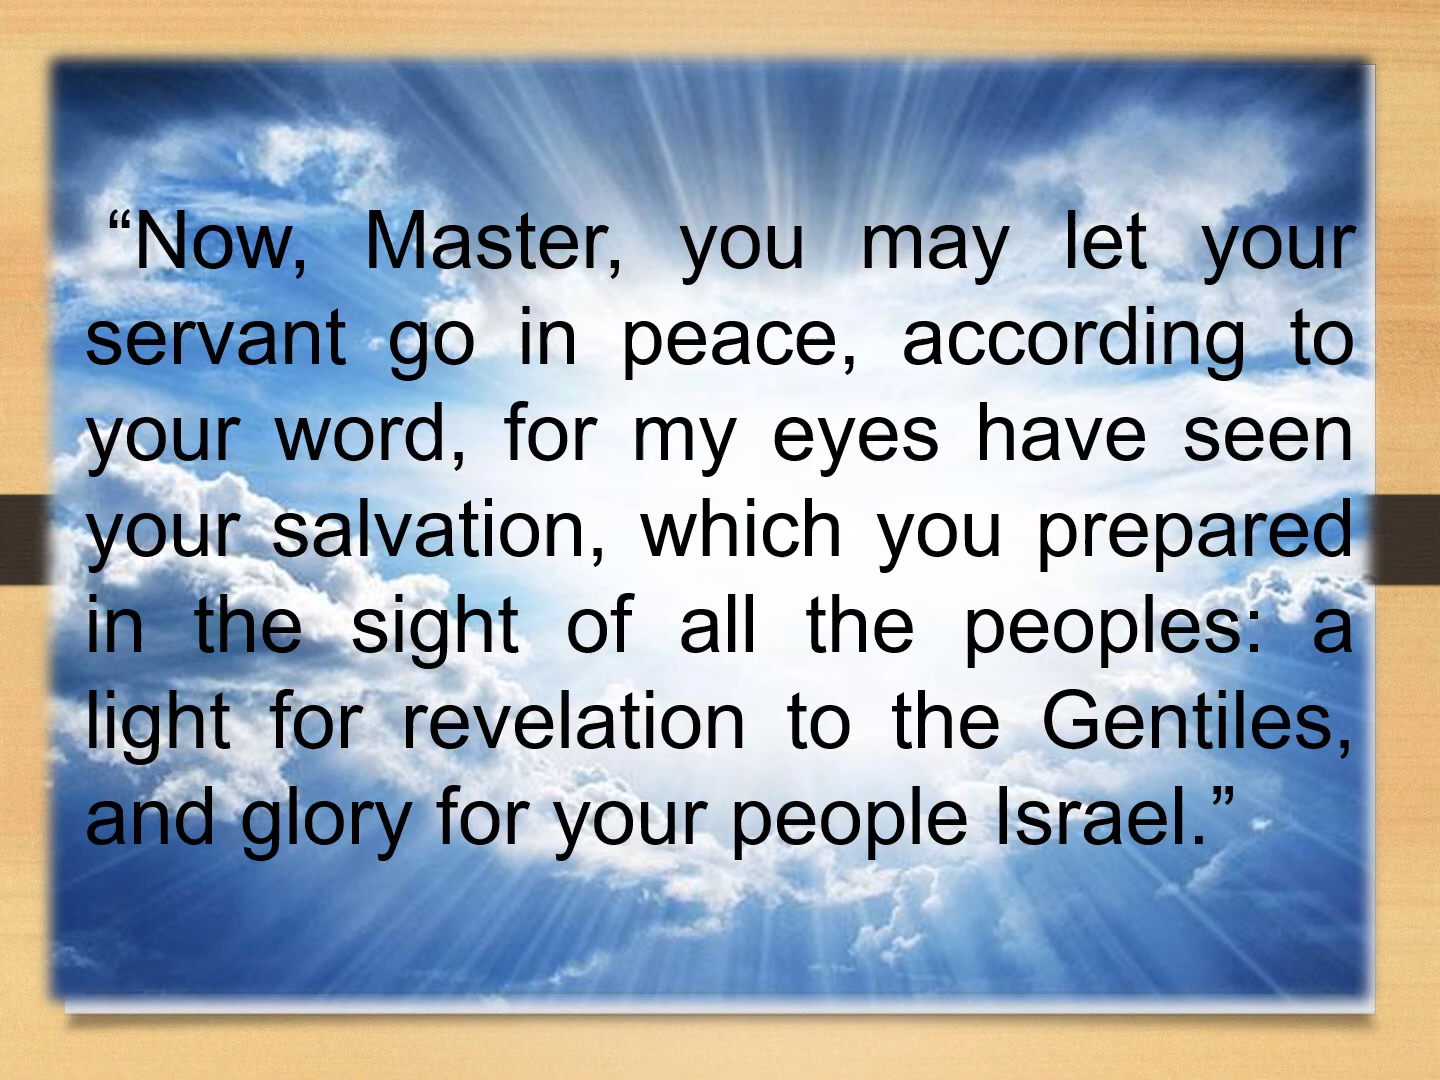 “Now, Master, you may let your
servant go in peace, according to
your word, for my eyes have seen
your salvation, which you prepared
in the sight of all the peoples: a
light for revelation to the Gentiles,
and glory for your people Israel.”